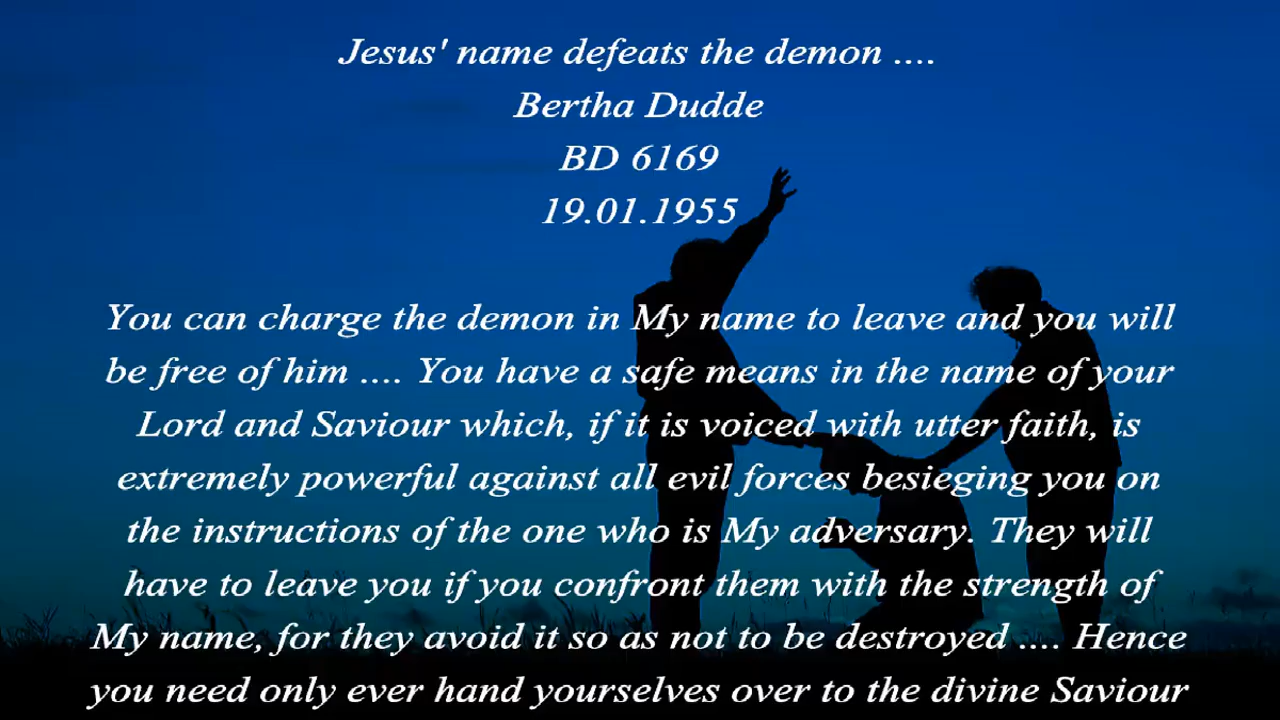 Jesus' name defeats the demon ....
Bertha Dudde
BD 6169
19.01.1955
You can charge the demon in My name to leave and you will
be free of him .... You have a safe means in the name of your
Lord and Saviour which, if it is voiced with utter faith, is
extremely powerful against all evil forces besieging you on
the instructions of the one who is My adversary. They will
have to leave you if you confront them with the strength of
My name, for they avoid it so as not to be destroyed .... Hence
you need only ever hand yourselves over to the divine Saviour